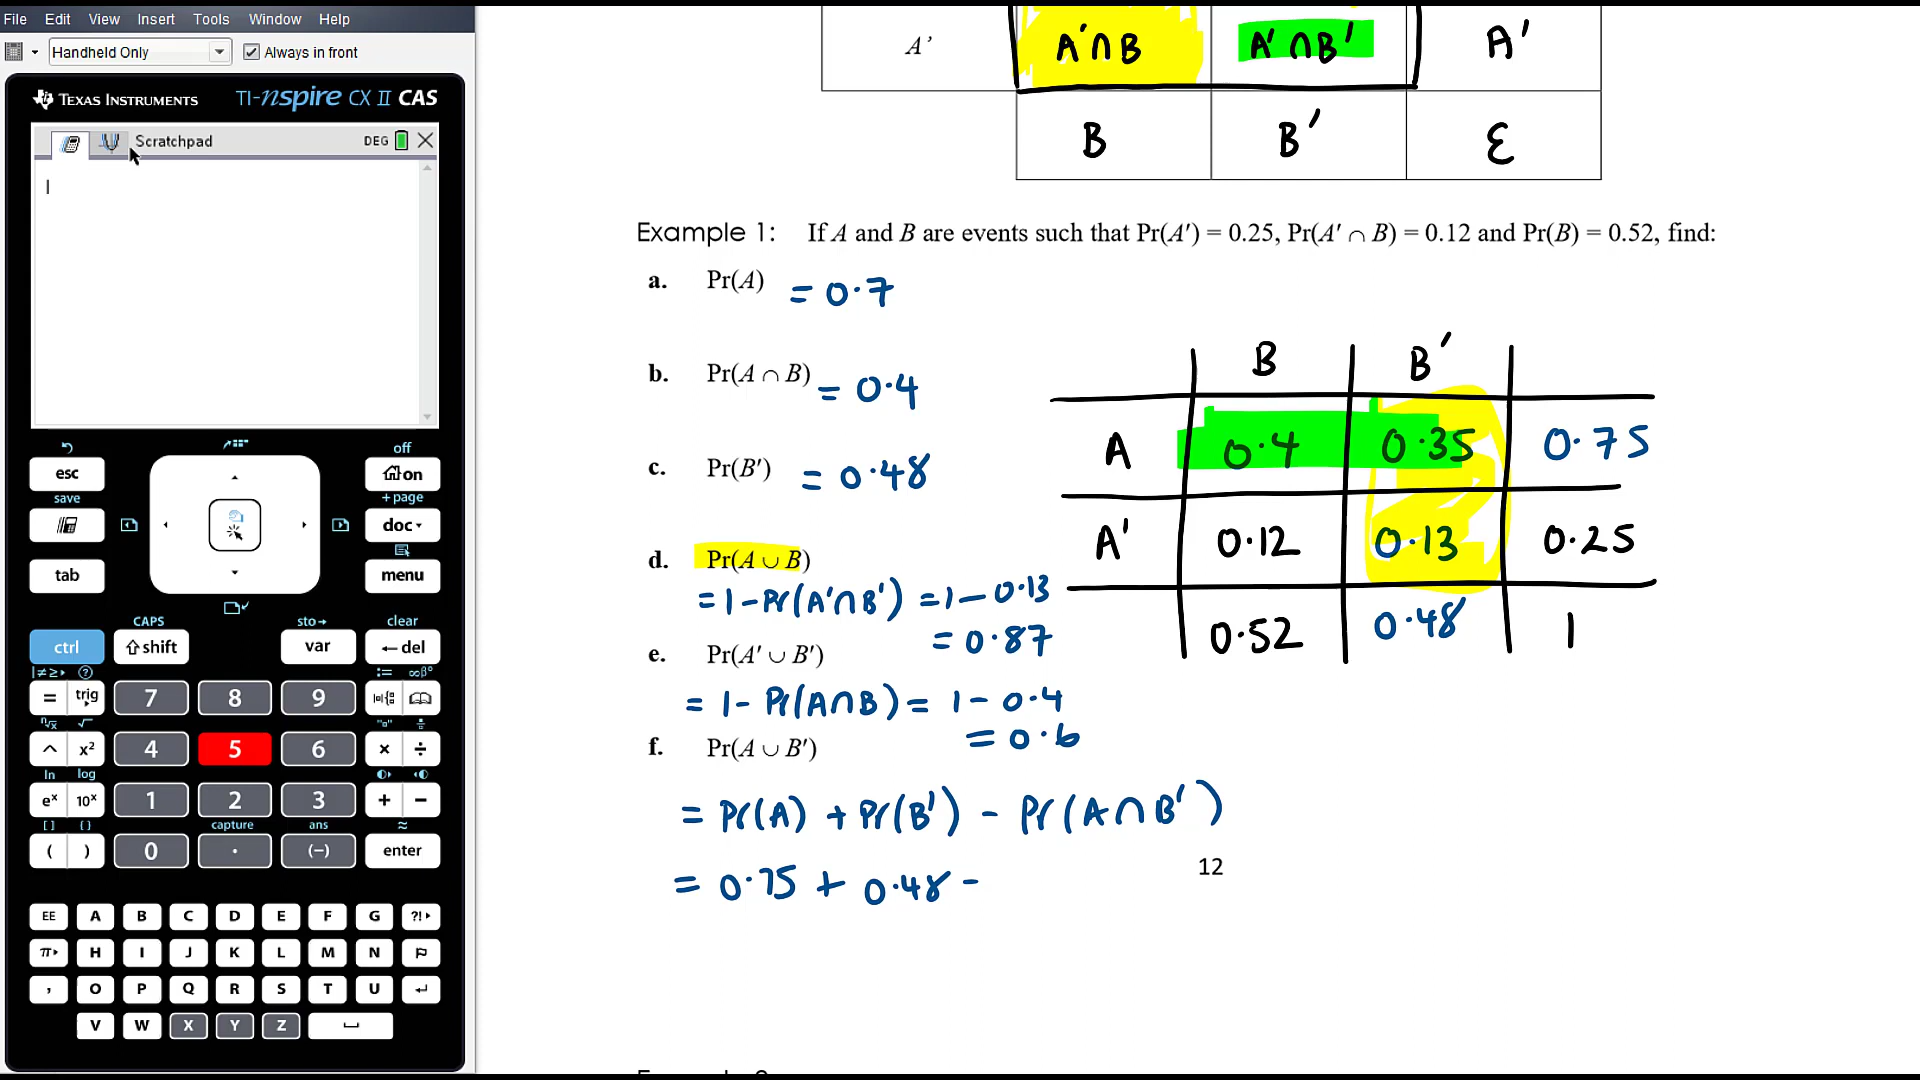 File Edit View Insert Tools Window Help
Handheld Only Always in front
TEXAS INSTRUMENTS TI-nspire CX II CAS
Scratchpad DEG
off
esc on
save + page
doc
tab menu
CAPS sto→ clear
ctrl ⇧shift var ←del
|≠≥▸ ? := ∞β°
= trig 7 8 9
ⁿ√x √
^ x² 4 5 6 × ÷
ln log
eˣ 10ˣ 1 2 3 + −
[ ] { } capture ans ≈
( ) 0 . (−) enter
EE A B C D E F G ?!▸
π▸ H I J K L M N
, O P Q R S T U ↵
V W X Y Z
A' A'∩B A'∩B' A'
B B' Ɛ
Example 1: If A and B are events such that Pr(A′) = 0.25, Pr(A′ ∩ B) = 0.12 and Pr(B) = 0.52, find:
a. Pr(A) = 0.7
b. Pr(A ∩ B) = 0.4
c. Pr(B′) = 0.48
d. Pr(A ∪ B)
= 1 − Pr(A'∩B') = 1 − 0.13
= 0.87
e. Pr(A′ ∪ B′)
= 1 − Pr(A∩B) = 1 − 0.4
= 0.6
f. Pr(A ∪ B′)
= Pr(A) + Pr(B') − Pr(A∩B')
= 0.75 + 0.48 −
B B'
A 0.4 0.35 0.75
A' 0.12 0.13 0.25
0.52 0.48 1
12